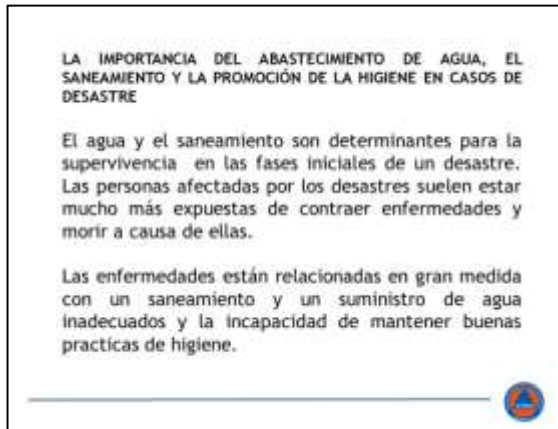 LA IMPORTANCIA DEL ABASTECIMIENTO DE AGUA, EL
SANEAMIENTO Y LA PROMOCIÓN DE LA HIGIENE EN CASOS DE
DESASTRE
El agua y el saneamiento son determinantes para la
supervivencia en las fases iniciales de un desastre.
Las personas afectadas por los desastres suelen estar
mucho más expuestas de contraer enfermedades y
morir a causa de ellas.
Las enfermedades están relacionadas en gran medida
con un saneamiento y un suministro de agua
inadecuados y la incapacidad de mantener buenas
practicas de higiene.